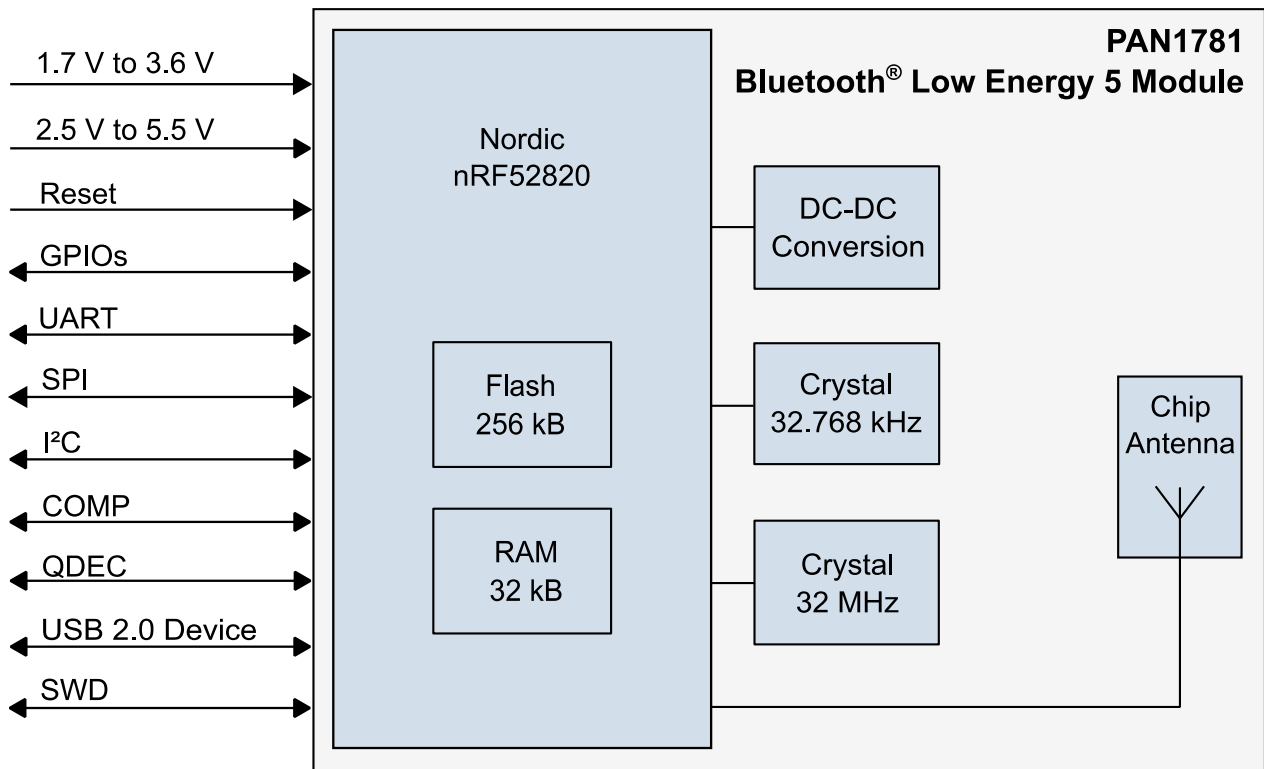 PAN1781
Bluetooth® Low Energy 5 Module
1.7 V to 3.6 V
2.5 V to 5.5 V
Reset
GPIOs
UART
SPI
I²C
COMP
QDEC
USB 2.0 Device
SWD
Nordic
nRF52820
Flash
256 kB
RAM
32 kB
DC-DC
Conversion
Crystal
32.768 kHz
Crystal
32 MHz
Chip
Antenna